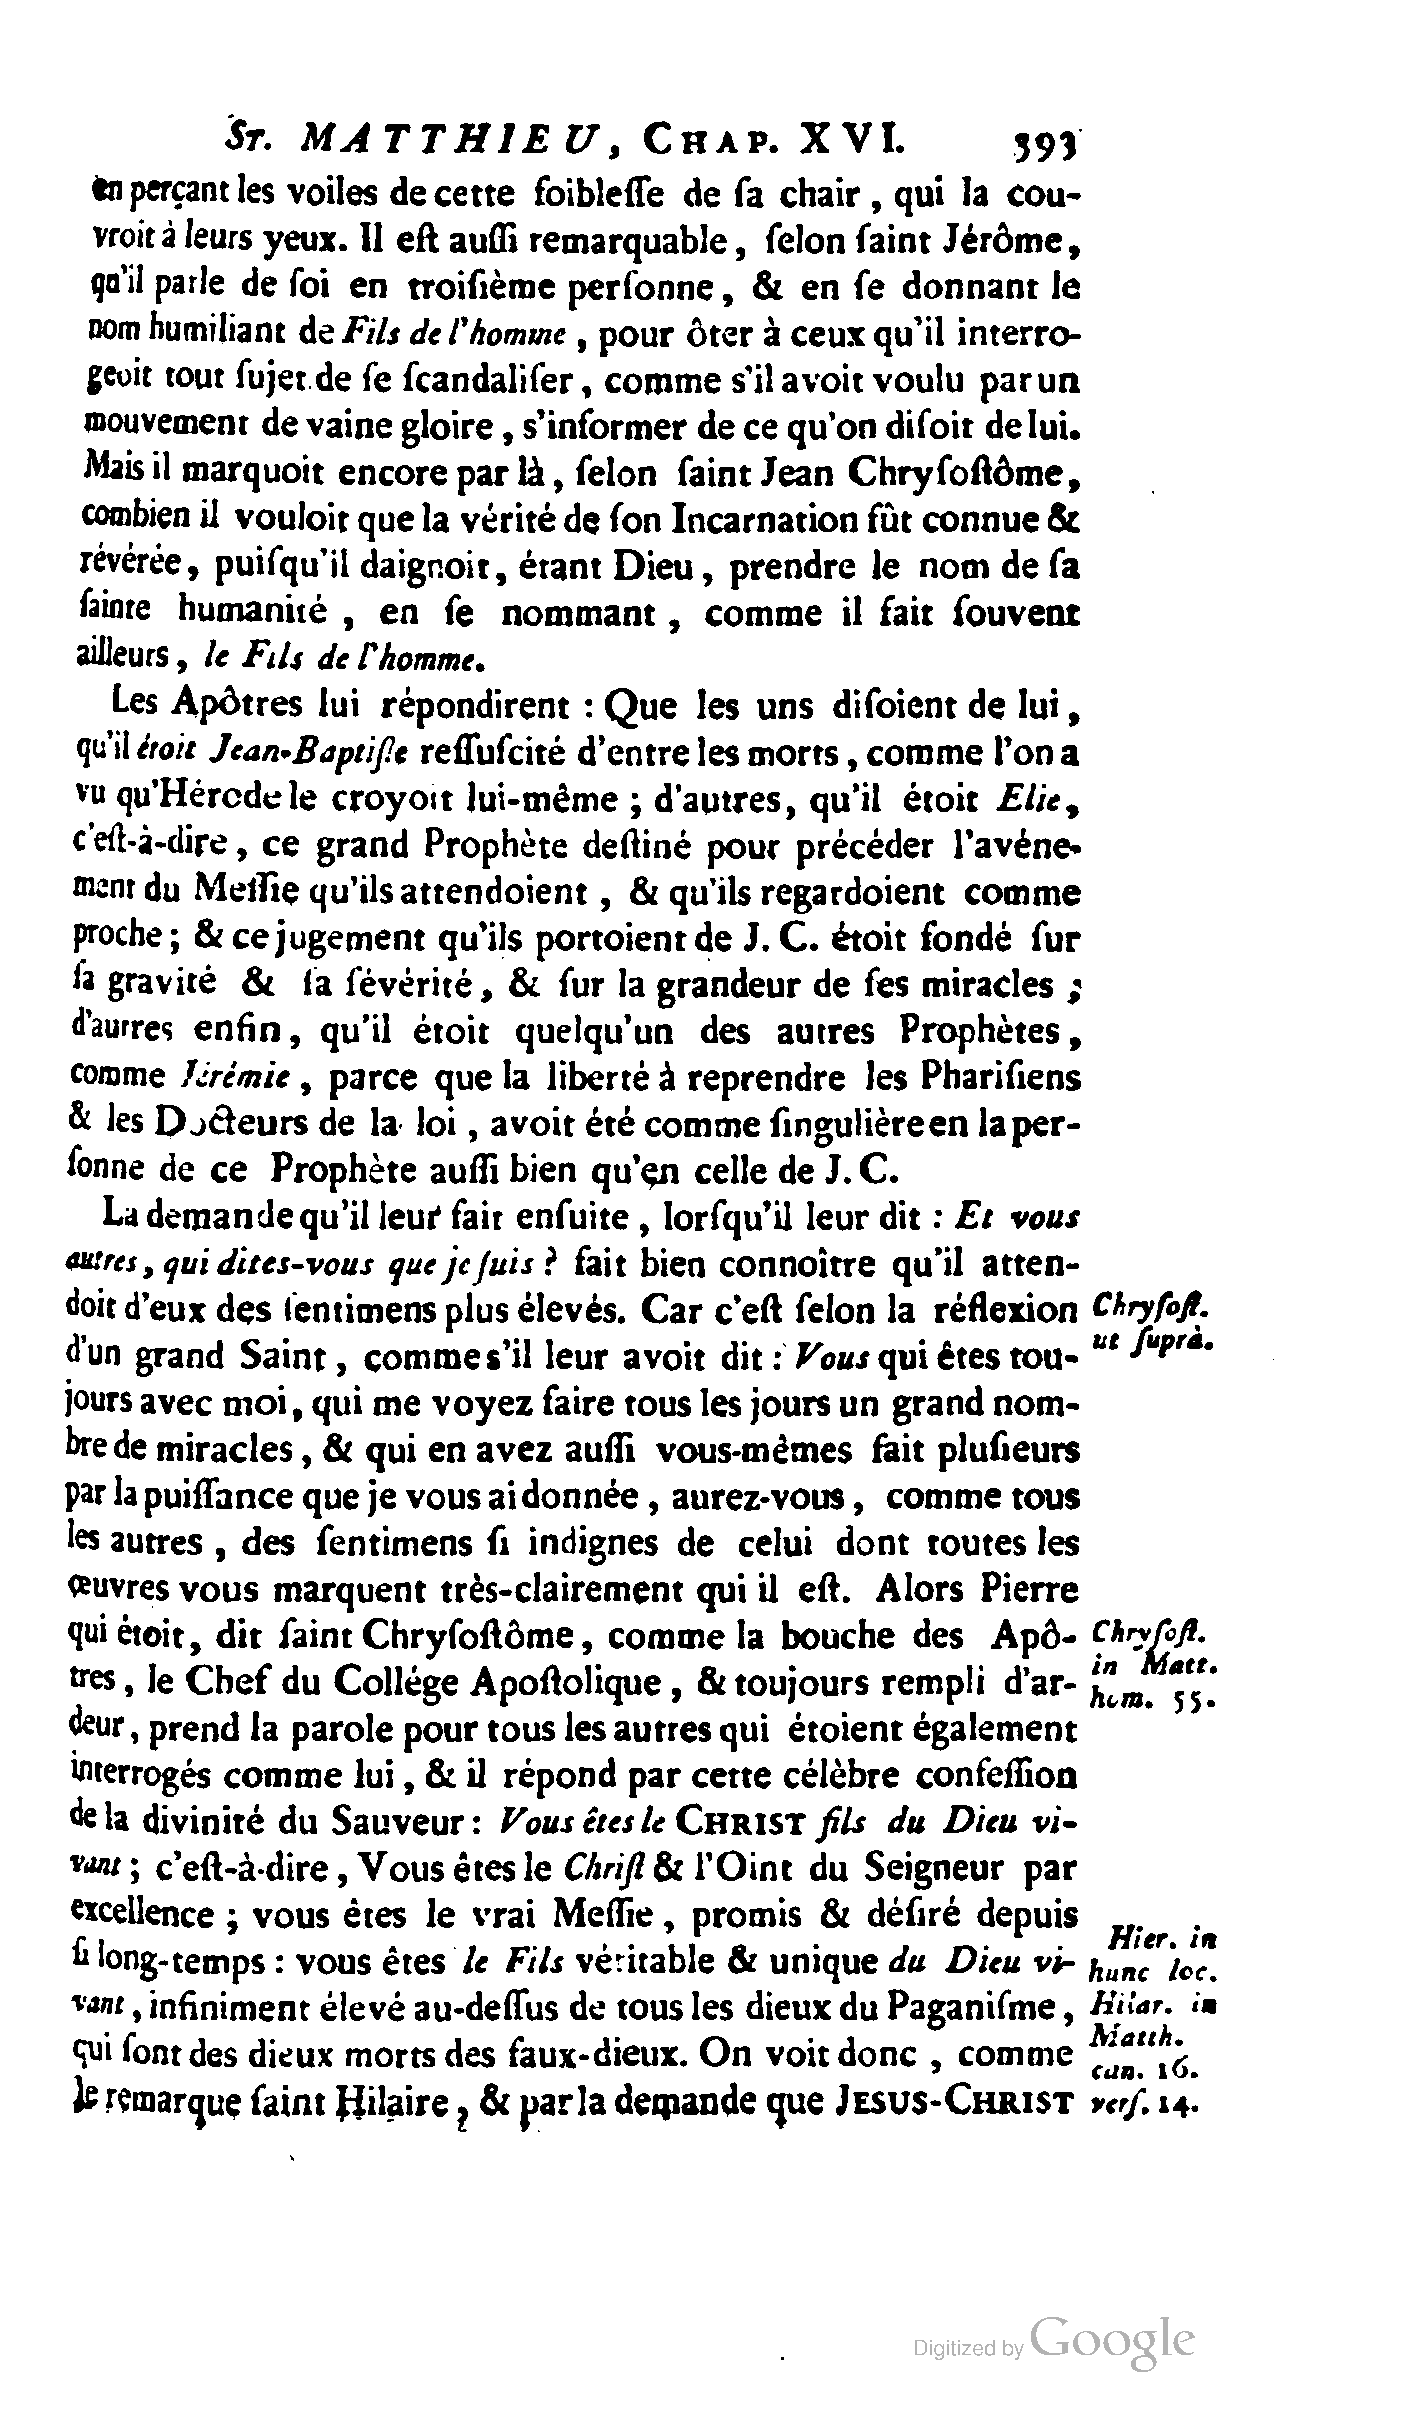 St. MATTHIEU, Chap. XVI. 393
en perçant les voiles de cette foibleſſe de ſa chair, qui la cou-
vroit à leurs yeux. Il eſt auſſi remarquable, ſelon ſaint Jérôme,
qu'il parle de ſoi en troiſième perſonne, & en ſe donnant le
nom humiliant de Fils de l'homme, pour ôter à ceux qu'il interro-
geoit tout ſujet de ſe ſcandaliſer, comme s'il avoit voulu par un
mouvement de vaine gloire, s'informer de ce qu'on diſoit de lui.
Mais il marquoit encore par là, ſelon ſaint Jean Chryſoſtôme,
combien il vouloit que la vérité de ſon Incarnation fût connue &
révérée, puiſqu'il daignoit, étant Dieu, prendre le nom de ſa
ſainte humanité, en ſe nommant, comme il fait ſouvent
ailleurs, le Fils de l'homme.
Les Apôtres lui répondirent : Que les uns diſoient de lui,
qu'il étoit Jean-Baptiſte reſſuſcité d'entre les morts, comme l'on a
vu qu'Hérode le croyoit lui-même ; d'autres, qu'il étoit Elie,
c'eſt-à-dire, ce grand Prophète deſtiné pour précéder l'avéne-
ment du Meſſie qu'ils attendoient, & qu'ils regardoient comme
proche ; & ce jugement qu'ils portoient de J. C. étoit fondé ſur
ſa gravité & ſa ſévérité, & ſur la grandeur de ſes miracles ;
d'autres enfin, qu'il étoit quelqu'un des autres Prophètes,
comme Jérémie, parce que la liberté à reprendre les Phariſiens
& les Docteurs de la loi, avoit été comme ſingulière en la per-
ſonne de ce Prophète auſſi bien qu'en celle de J. C.
La demande qu'il leur fait enſuite, lorſqu'il leur dit : Et vous
autres, qui dites-vous que je ſuis ? fait bien connoître qu'il atten-
doit d'eux des ſentimens plus élevés. Car c'eſt ſelon la réflexion Chryſoſt.
d'un grand Saint, comme s'il leur avoit dit : Vous qui êtes tou- ut ſuprà.
jours avec moi, qui me voyez faire tous les jours un grand nom-
bre de miracles, & qui en avez auſſi vous-mêmes fait pluſieurs
par la puiſſance que je vous ai donnée, aurez-vous, comme tous
les autres, des ſentimens ſi indignes de celui dont toutes les
œuvres vous marquent très-clairement qui il eſt. Alors Pierre
qui étoit, dit ſaint Chryſoſtôme, comme la bouche des Apô- Chryſoſt.
tres, le Chef du Collége Apoſtolique, & toujours rempli d'ar- in Matt.
deur, prend la parole pour tous les autres qui étoient également hom. 55.
interrogés comme lui, & il répond par cette célèbre confeſſion
de la divinité du Sauveur : Vous êtes le CHRIST fils du Dieu vi-
vant ; c'eſt-à-dire, Vous êtes le Chriſt & l'Oint du Seigneur par
excellence ; vous êtes le vrai Meſſie, promis & déſiré depuis
ſi long-temps : vous êtes le Fils véritable & unique du Dieu vi- Hier. in hunc loc.
vant, infiniment élevé au-deſſus de tous les dieux du Paganiſme, Hilar. in
qui ſont des dieux morts des faux-dieux. On voit donc, comme Matth. can. 16.
le remarque ſaint Hilaire, & par la demande que JESUS-CHRIST verſ. 14.
Digitized by Google